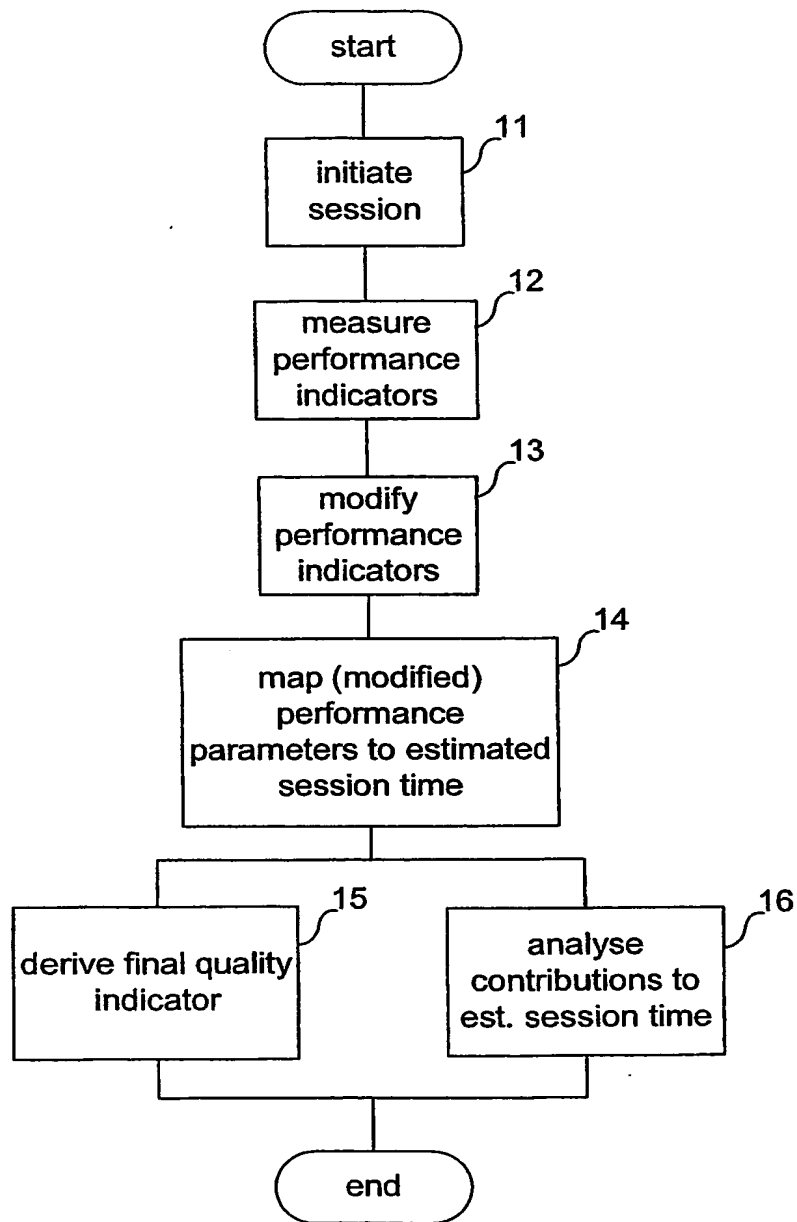 start
11
initiate
session
12
measure
performance
indicators
13
modify
performance
indicators
14
map (modified)
performance
parameters to estimated
session time
15
derive final quality
indicator
16
analyse
contributions to
est. session time
end